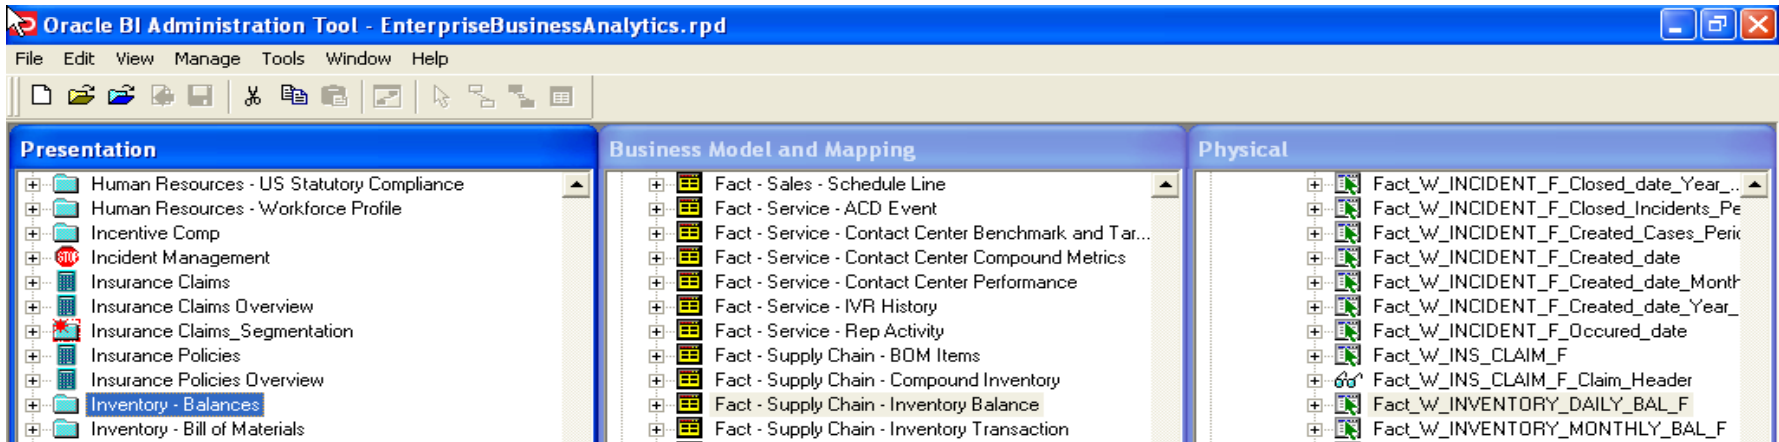 Oracle BI Administration Tool - EnterpriseBusinessAnalytics.rpd
File Edit View Manage Tools Window Help
Presentation
Human Resources - US Statutory Compliance
Human Resources - Workforce Profile
Incentive Comp
STOP Incident Management
Insurance Claims
Insurance Claims Overview
Insurance Claims_Segmentation
Insurance Policies
Insurance Policies Overview
Inventory - Balances
Inventory - Bill of Materials
Business Model and Mapping
Fact - Sales - Schedule Line
Fact - Service - ACD Event
Fact - Service - Contact Center Benchmark and Tar...
Fact - Service - Contact Center Compound Metrics
Fact - Service - Contact Center Performance
Fact - Service - IVR History
Fact - Service - Rep Activity
Fact - Supply Chain - BOM Items
Fact - Supply Chain - Compound Inventory
Fact - Supply Chain - Inventory Balance
Fact - Supply Chain - Inventory Transaction
Physical
Fact_W_INCIDENT_F_Closed_date_Year_...
Fact_W_INCIDENT_F_Closed_Incidents_Pe
Fact_W_INCIDENT_F_Created_Cases_Peri
Fact_W_INCIDENT_F_Created_date
Fact_W_INCIDENT_F_Created_date_Month
Fact_W_INCIDENT_F_Created_date_Year_
Fact_W_INCIDENT_F_Occured_date
Fact_W_INS_CLAIM_F
Fact_W_INS_CLAIM_F_Claim_Header
Fact_W_INVENTORY_DAILY_BAL_F
Fact_W_INVENTORY_MONTHLY_BAL_F